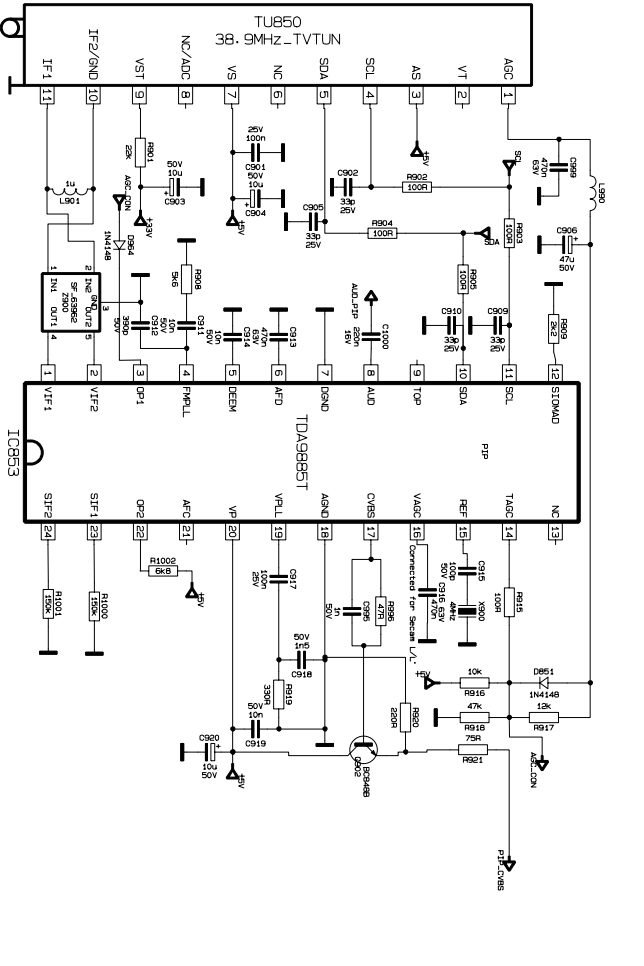 TU850
38.9MHz_TVTUN
IF1
IF2/GND
VST
NC/ADC
VS
NC
SDA
SCL
AS
VT
AGC
11
10
9
8
7
6
5
4
3
2
1
R901
22k
50V
10u
C903
+33V
25V
100n
C901
50V
10u
C904
+5V
C902
33p
25V
C905
33p
25V
R902
100R
+5V
SCL
R903
100R
R904
100R
SDA
R905
100R
C999
470n
63V
L990
C906
47u
50V
1u
L901
AGC_CON
D964
1N4148
SF_63962
Z900
IN1
IN2
GND
OUT1
OUT2
1
2
3
4
5
R908
5k6
C912
390p
50V
C911
10n
50V
C914
10n
50V
C913
470n
63V
AUD_PIP
C1000
220n
16V
C910
33p
25V
C909
33p
25V
R909
2k2
1
2
3
4
5
6
7
8
9
10
11
12
VIF1
VIF2
OP1
FMPLL
DEEM
AFD
DGND
AUD
TOP
SDA
SCL
SIOMAD
TDA9885T
PIP
IC853
SIF2
SIF1
OP2
AFC
VP
VPLL
AGND
CVBS
VAGC
REF
TAGC
NC
24
23
22
21
20
19
18
17
16
15
14
13
R1001
150k
R1000
150k
R1002
6k8
+5V
C917
100n
25V
50V
1n5
C918
R919
330R
50V
10n
C919
C920
10u
50V
+5V
C995
1n
50V
R996
47R
Connected for Secam L/L'
C916 63V
470n
C915
100p
50V
X900
4MHz
R915
100R
+5V
10k
R916
D851
1N4148
47k
R918
12k
R917
R920
220R
75R
R921
BC848B
Q902
AGC_CON
PIP_CVBS